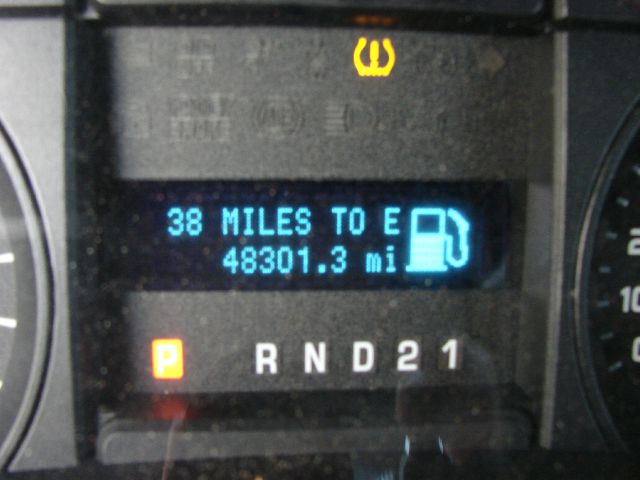 38 MILES TO E
48301.3 mi
P R N D 2 1